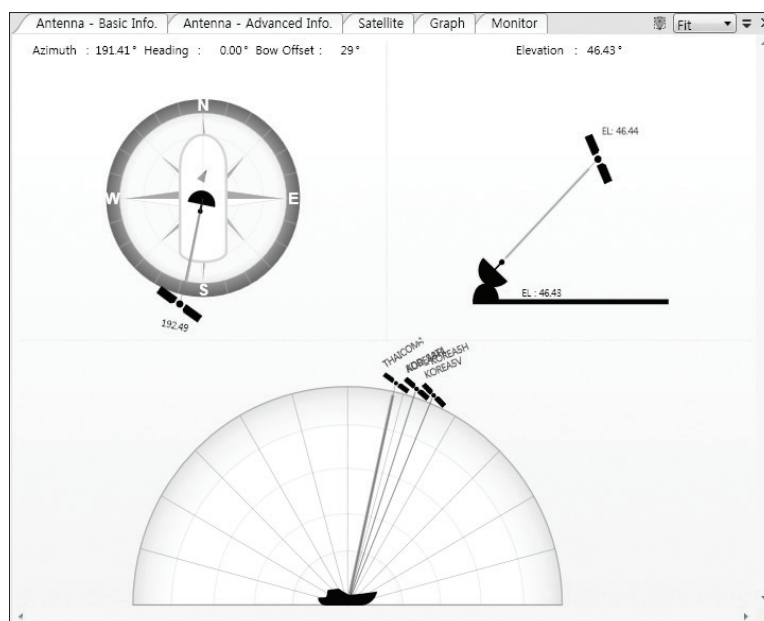 Antenna - Basic Info. Antenna - Advanced Info. Satellite Graph Monitor Fit
Azimuth : 191.41° Heading : 0.00° Bow Offset : 29°
Elevation : 46.43°
N
W E
S
192.49
EL: 46.44
EL : 46.43
KOREASH
KOREASV